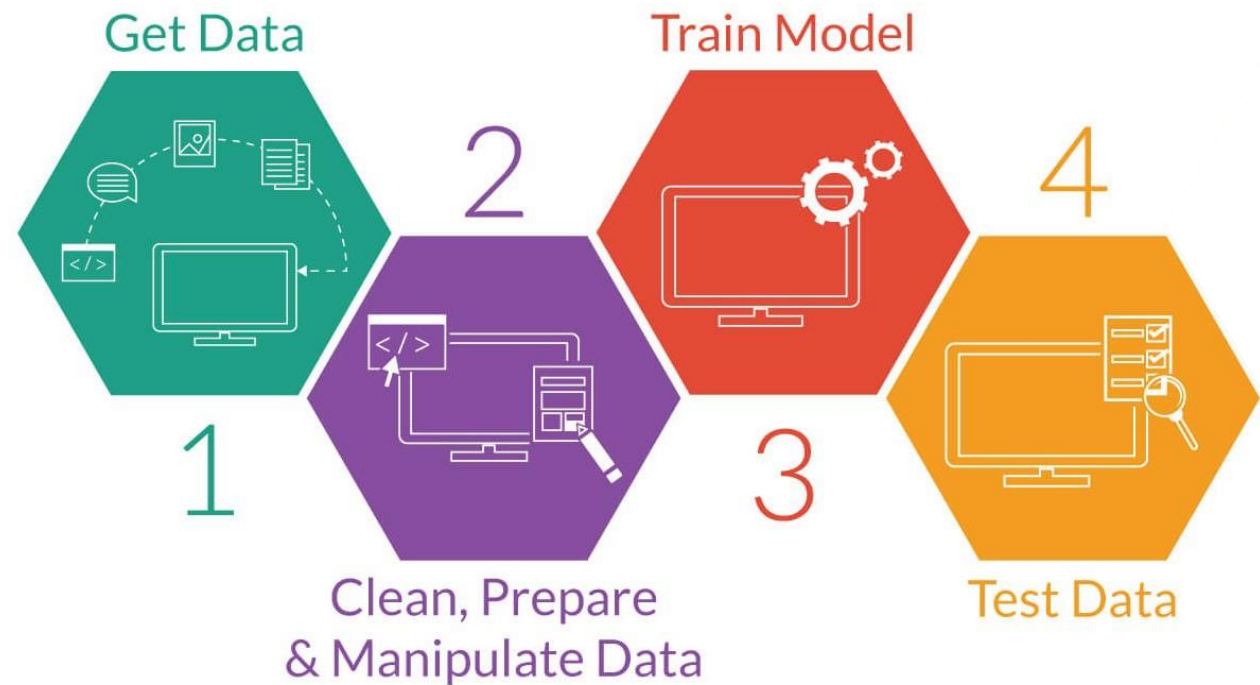 Get Data
</>
1
2
</>
Clean, Prepare
& Manipulate Data
Train Model
3
4
Test Data